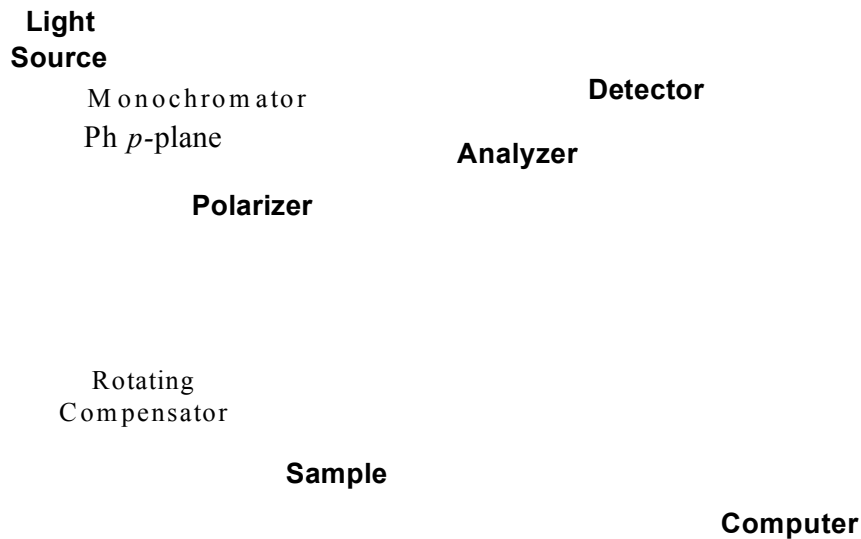 Light
Source
Monochromator
Detector
Ph p-plane
Analyzer
Polarizer
Rotating
Compensator
Sample
Computer